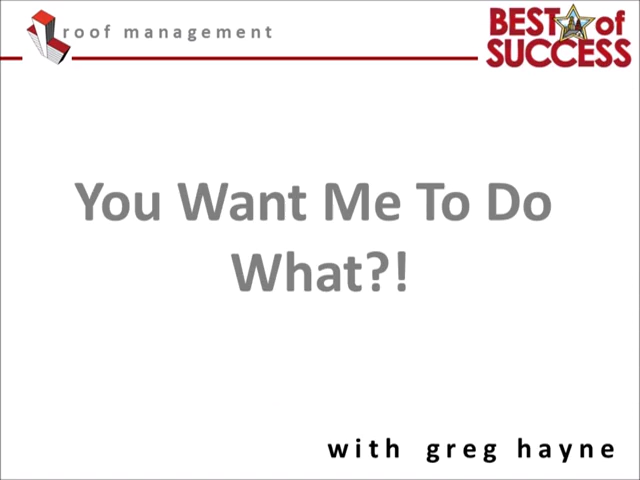 roof management
BEST of
SUCCESS
You Want Me To Do
What?!
with greg hayne